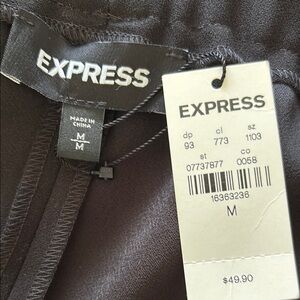 EXPRESS
MADE IN
CHINA
M
M
EXPRESS
dp cl sz
93 773 1103
st co
07737877 0058
16363236
M
$49.90